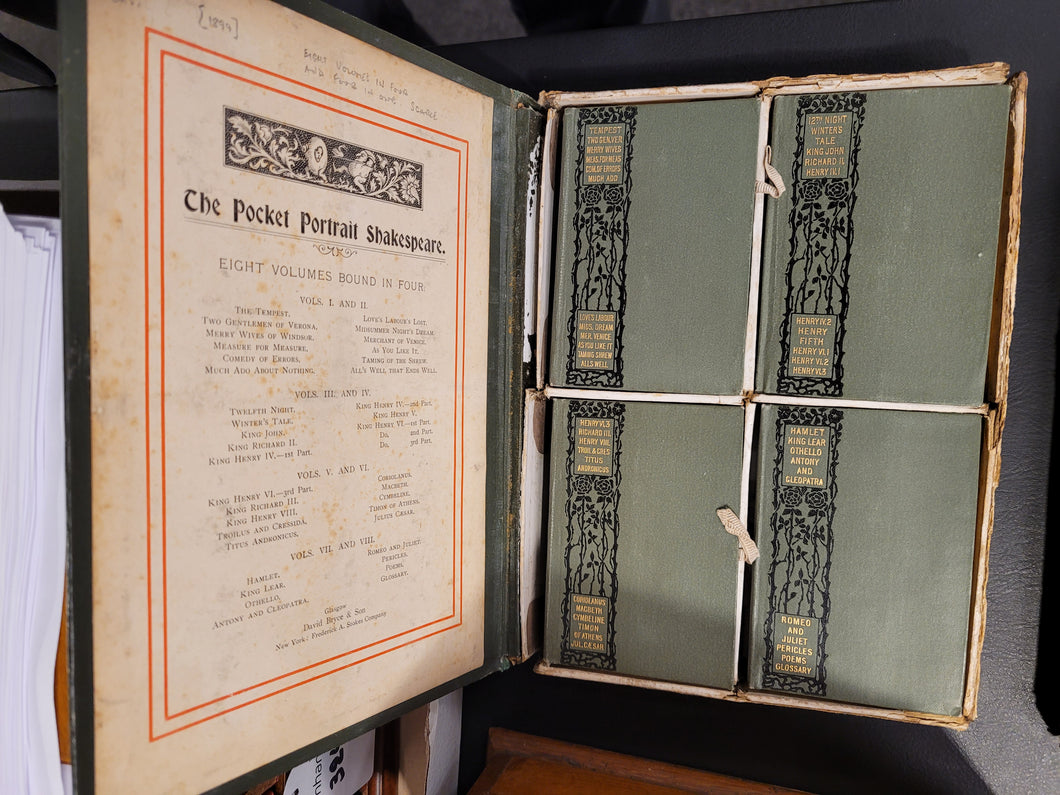 [1899]
EIGHT VOLUMES IN FOUR
AND FOUR IN ONE. SCARCE
The Pocket Portrait Shakespeare.
EIGHT VOLUMES BOUND IN FOUR.
VOLS. I. AND II.
THE TEMPEST,
TWO GENTLEMEN OF VERONA,
MERRY WIVES OF WINDSOR,
MEASURE FOR MEASURE,
COMEDY OF ERRORS,
MUCH ADO ABOUT NOTHING.
LOVE'S LABOUR'S LOST,
MIDSUMMER NIGHT'S DREAM,
MERCHANT OF VENICE,
AS YOU LIKE IT,
TAMING OF THE SHREW,
ALL'S WELL THAT ENDS WELL.
VOLS. III. AND IV.
TWELFTH NIGHT,
WINTER'S TALE,
KING JOHN,
KING RICHARD II.
KING HENRY IV.—1st PART.
KING HENRY IV.—2nd PART.
KING HENRY V.
KING HENRY VI.—1st PART.
DO. 2nd PART.
DO. 3rd PART.
VOLS. V. AND VI.
KING HENRY VI.—3rd PART.
KING RICHARD III.
KING HENRY VIII.
TROILUS AND CRESSIDA,
TITUS ANDRONICUS,
CORIOLANUS,
MACBETH,
CYMBELINE,
TIMON OF ATHENS,
JULIUS CÆSAR.
VOLS. VII. AND VIII.
HAMLET,
KING LEAR,
OTHELLO,
ANTONY AND CLEOPATRA,
ROMEO AND JULIET,
PERICLES,
POEMS,
GLOSSARY.
Glasgow
David Bryce & Son
New York: Frederick A. Stokes Company
TEMPEST
TWO GEN.VER
MERRY WIVES
MEAS.FOR MEAS
COM.OF ERRORS
MUCH ADO
LOVE'S LABOUR
MIDS. DREAM
MER. VENICE
AS YOU LIKE IT
TAMING SHREW
ALLS WELL
12TH NIGHT
WINTER'S
TALE
KING JOHN
RICHARD II.
HENRY IV.1
HENRY IV.2
HENRY
FIFTH
HENRY VI.1
HENRY VI.2
HENRY VI.3
HENRY VI.3
RICHARD III.
HENRY VIII.
TROIL & CRES
TITUS
ANDRONICUS
CORIOLANUS
MACBETH
CYMBELINE
TIMON
OF ATHENS
JUL. CÆSAR
HAMLET
KING LEAR
OTHELLO
ANTONY
AND
CLEOPATRA
ROMEO
AND
JULIET
PERICLES
POEMS
GLOSSARY